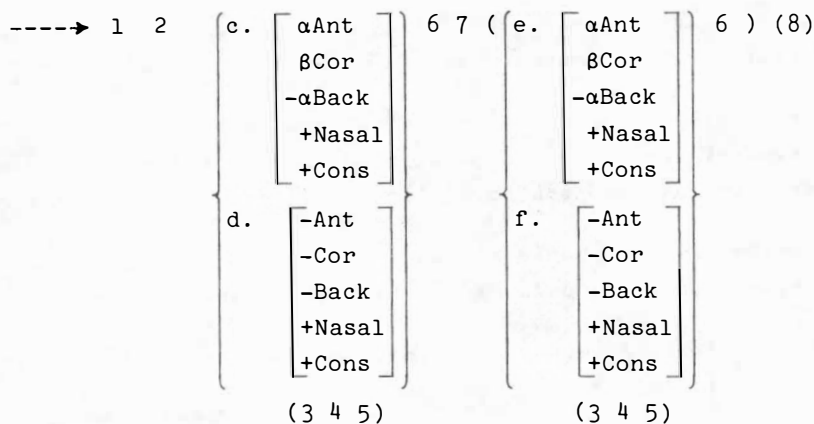 ----→ 1 2 { c. [ αAnt ] } 6 7 ( { e. [ αAnt ] } 6 ) (8)
βCor βCor
-αBack -αBack
+Nasal +Nasal
+Cons +Cons
d. [ -Ant ] f. [ -Ant ]
-Cor -Cor
-Back -Back
+Nasal +Nasal
+Cons +Cons
(3 4 5) (3 4 5)